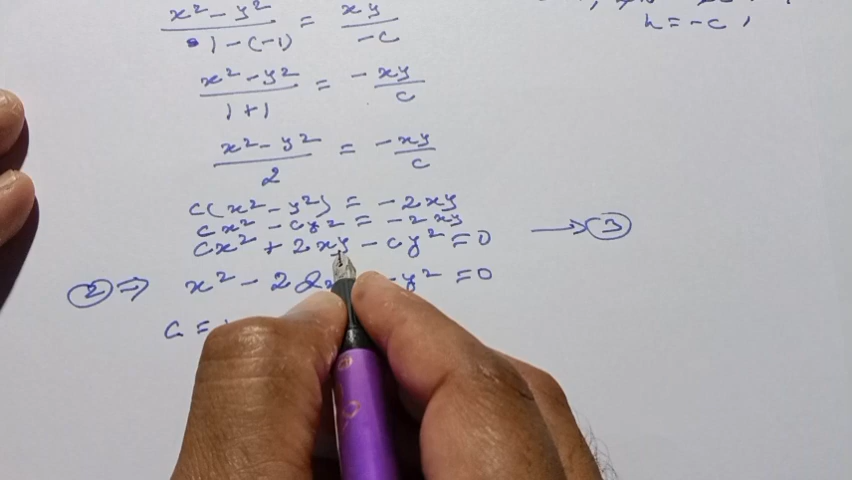 x² - y² / 1 - (-1) = xy / -c
h = -c,
x² - y² / 1 + 1 = - xy / c
x² - y² / 2 = - xy / c
c(x² - y²) = - 2xy
cx² - cy² = - 2xy
cx² + 2xy - cy² = 0 → ③
② ⇒ x² - 2 - y² = 0